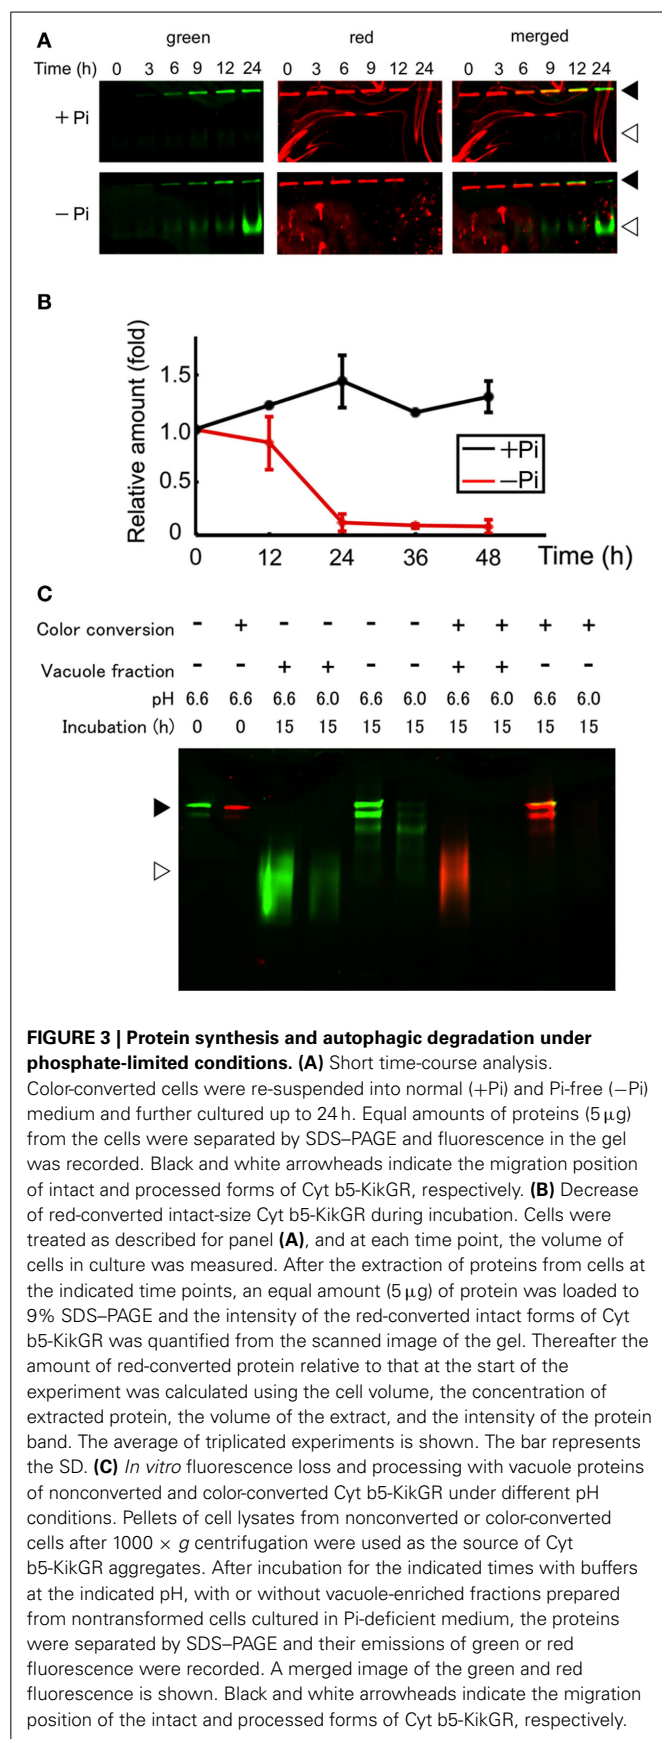 A
green red merged
Time (h) 0 3 6 9 12 24 0 3 6 9 12 24 0 3 6 9 12 24
+Pi
−Pi
B
Relative amount (fold)
1.5
1.0
0.5
0
+Pi
−Pi
0 12 24 36 48 Time (h)
C
Color conversion - + - - - - + + + +
Vacuole fraction - - + + - - + + - -
pH 6.6 6.6 6.6 6.0 6.6 6.0 6.6 6.0 6.6 6.0
Incubation (h) 0 0 15 15 15 15 15 15 15 15
FIGURE 3 | Protein synthesis and autophagic degradation under
phosphate-limited conditions. (A) Short time-course analysis.
Color-converted cells were re-suspended into normal (+Pi) and Pi-free (−Pi)
medium and further cultured up to 24 h. Equal amounts of proteins (5 μg)
from the cells were separated by SDS–PAGE and fluorescence in the gel
was recorded. Black and white arrowheads indicate the migration position
of intact and processed forms of Cyt b5-KikGR, respectively. (B) Decrease
of red-converted intact-size Cyt b5-KikGR during incubation. Cells were
treated as described for panel (A), and at each time point, the volume of
cells in culture was measured. After the extraction of proteins from cells at
the indicated time points, an equal amount (5 μg) of protein was loaded to
9% SDS–PAGE and the intensity of the red-converted intact forms of Cyt
b5-KikGR was quantified from the scanned image of the gel. Thereafter the
amount of red-converted protein relative to that at the start of the
experiment was calculated using the cell volume, the concentration of
extracted protein, the volume of the extract, and the intensity of the protein
band. The average of triplicated experiments is shown. The bar represents
the SD. (C) In vitro fluorescence loss and processing with vacuole proteins
of nonconverted and color-converted Cyt b5-KikGR under different pH
conditions. Pellets of cell lysates from nonconverted or color-converted
cells after 1000 × g centrifugation were used as the source of Cyt
b5-KikGR aggregates. After incubation for the indicated times with buffers
at the indicated pH, with or without vacuole-enriched fractions prepared
from nontransformed cells cultured in Pi-deficient medium, the proteins
were separated by SDS–PAGE and their emissions of green or red
fluorescence were recorded. A merged image of the green and red
fluorescence is shown. Black and white arrowheads indicate the migration
position of the intact and processed forms of Cyt b5-KikGR, respectively.